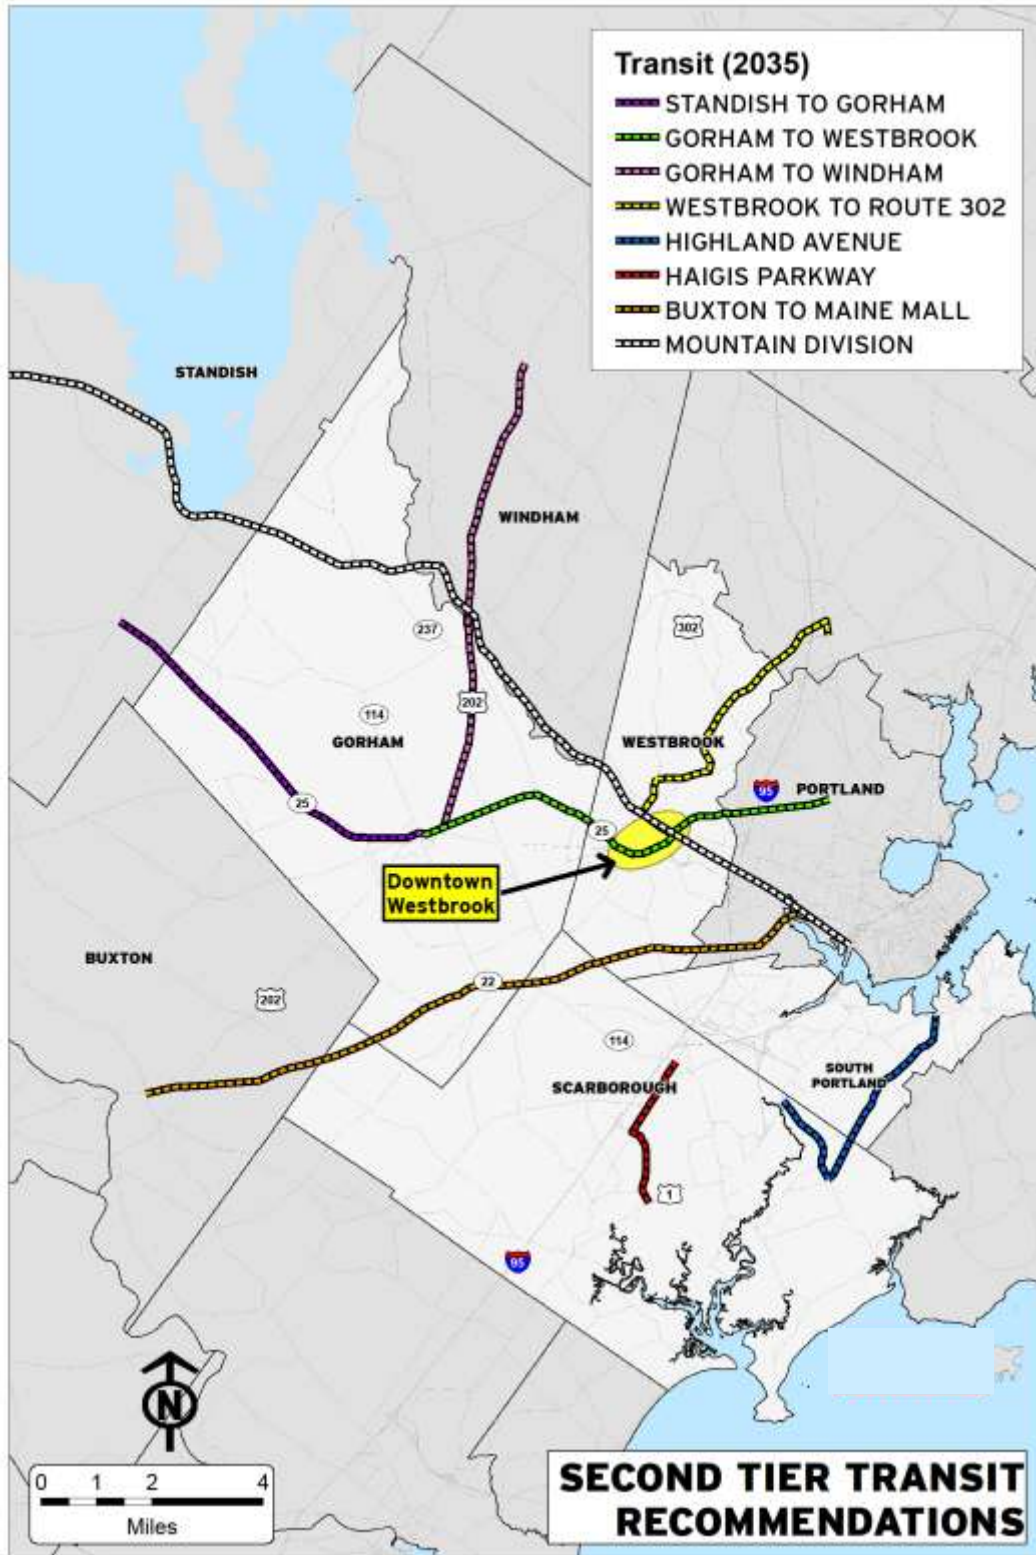 Transit (2035)
STANDISH TO GORHAM
GORHAM TO WESTBROOK
GORHAM TO WINDHAM
WESTBROOK TO ROUTE 302
HIGHLAND AVENUE
HAIGIS PARKWAY
BUXTON TO MAINE MALL
MOUNTAIN DIVISION
STANDISH
WINDHAM
237
302
202
114
GORHAM
WESTBROOK
95
PORTLAND
25
25
Downtown
Westbrook
BUXTON
22
202
114
SCARBOROUGH
SOUTH
PORTLAND
1
95
N
0 1 2 4
Miles
SECOND TIER TRANSIT
RECOMMENDATIONS